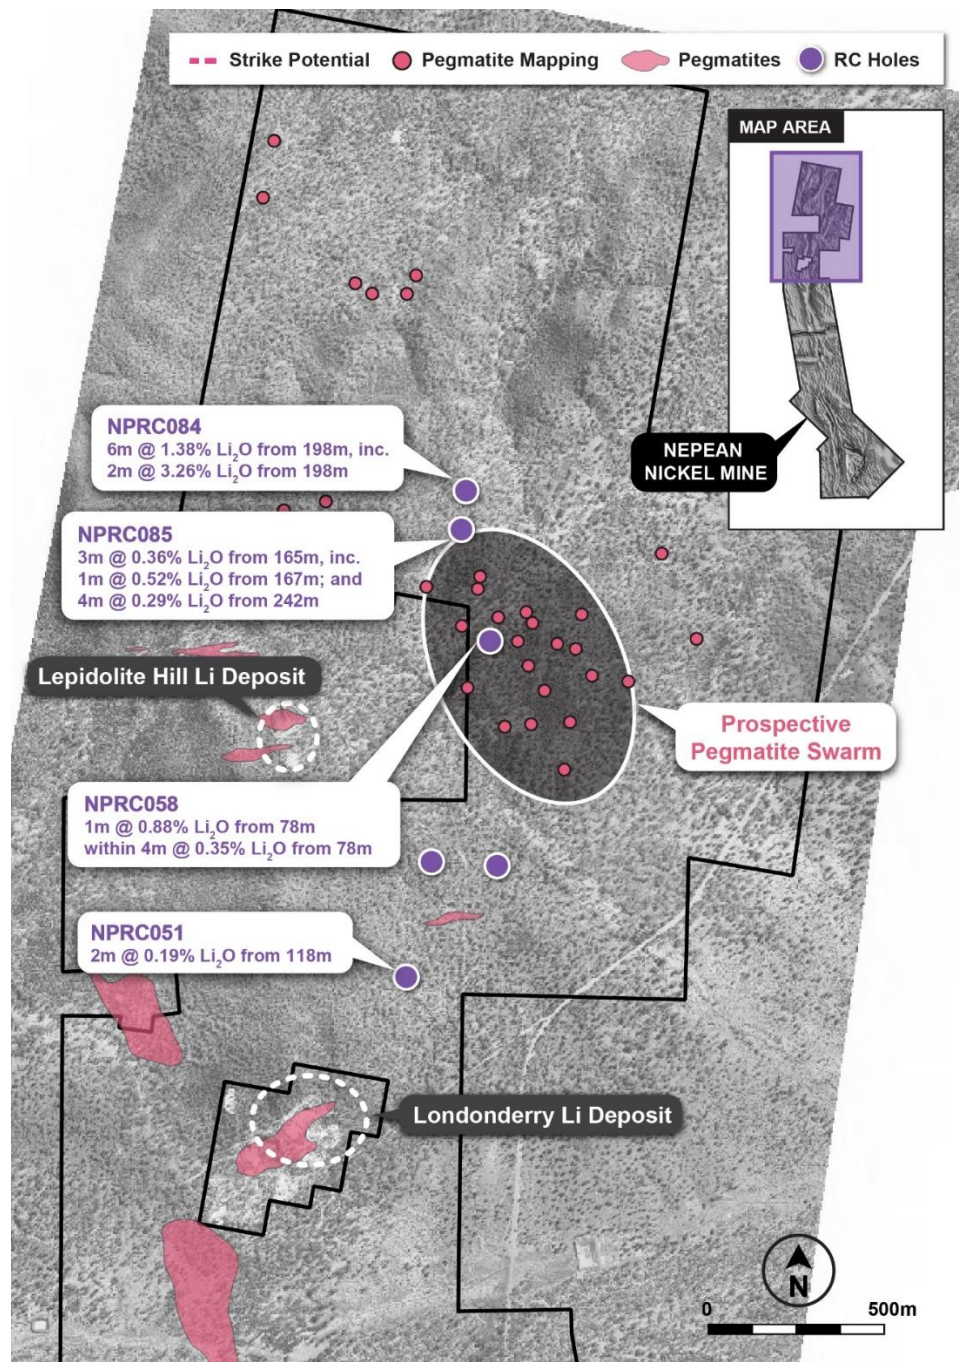 Strike Potential
Pegmatite Mapping
Pegmatites
RC Holes
MAP AREA
NEPEAN
NICKEL MINE
NPRC084
6m @ 1.38% Li₂O from 198m, inc.
2m @ 3.26% Li₂O from 198m
NPRC085
3m @ 0.36% Li₂O from 165m, inc.
1m @ 0.52% Li₂O from 167m; and
4m @ 0.29% Li₂O from 242m
Lepidolite Hill Li Deposit
Prospective
Pegmatite Swarm
NPRC058
1m @ 0.88% Li₂O from 78m
within 4m @ 0.35% Li₂O from 78m
NPRC051
2m @ 0.19% Li₂O from 118m
Londonderry Li Deposit
N
0 500m